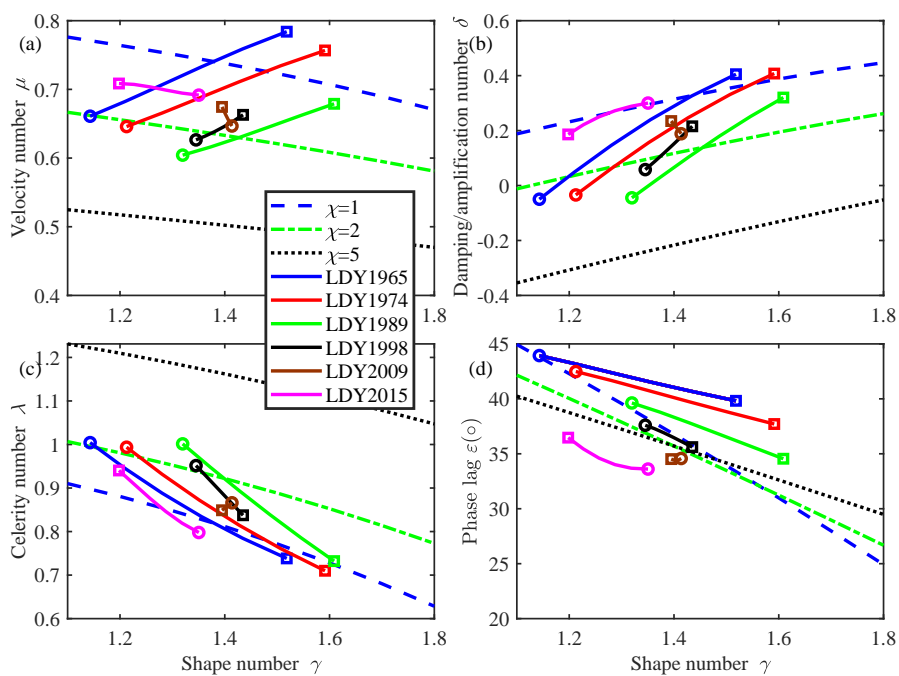 0.8
(a)
0.7
0.6
0.5
0.4
1.2
1.4
1.6
1.8
Velocity number μ
0.6
(b)
0.4
0.2
0
-0.2
-0.4
1.2
1.4
1.6
1.8
Damping/amplification number δ
χ=1
χ=2
χ=5
LDY1965
LDY1974
LDY1989
LDY1998
LDY2009
LDY2015
1.2
(c)
1.1
1
0.9
0.8
0.7
0.6
1.2
1.4
1.6
1.8
Celerity number λ
Shape number γ
45
(d)
40
35
30
25
20
1.2
1.4
1.6
1.8
Phase lag ε(○)
Shape number γ